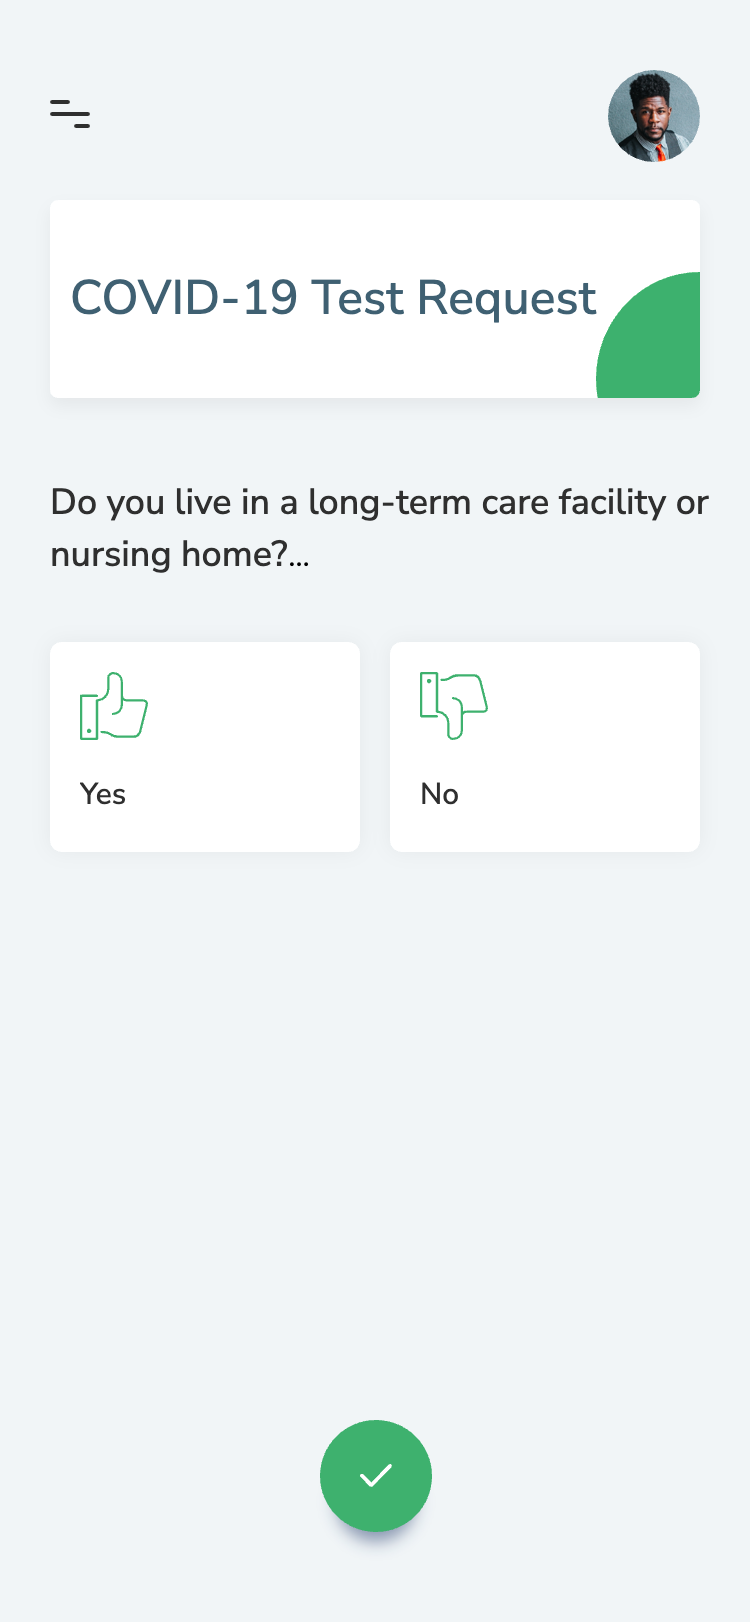 COVID-19 Test Request
Do you live in a long-term care facility or
nursing home?...
Yes
No